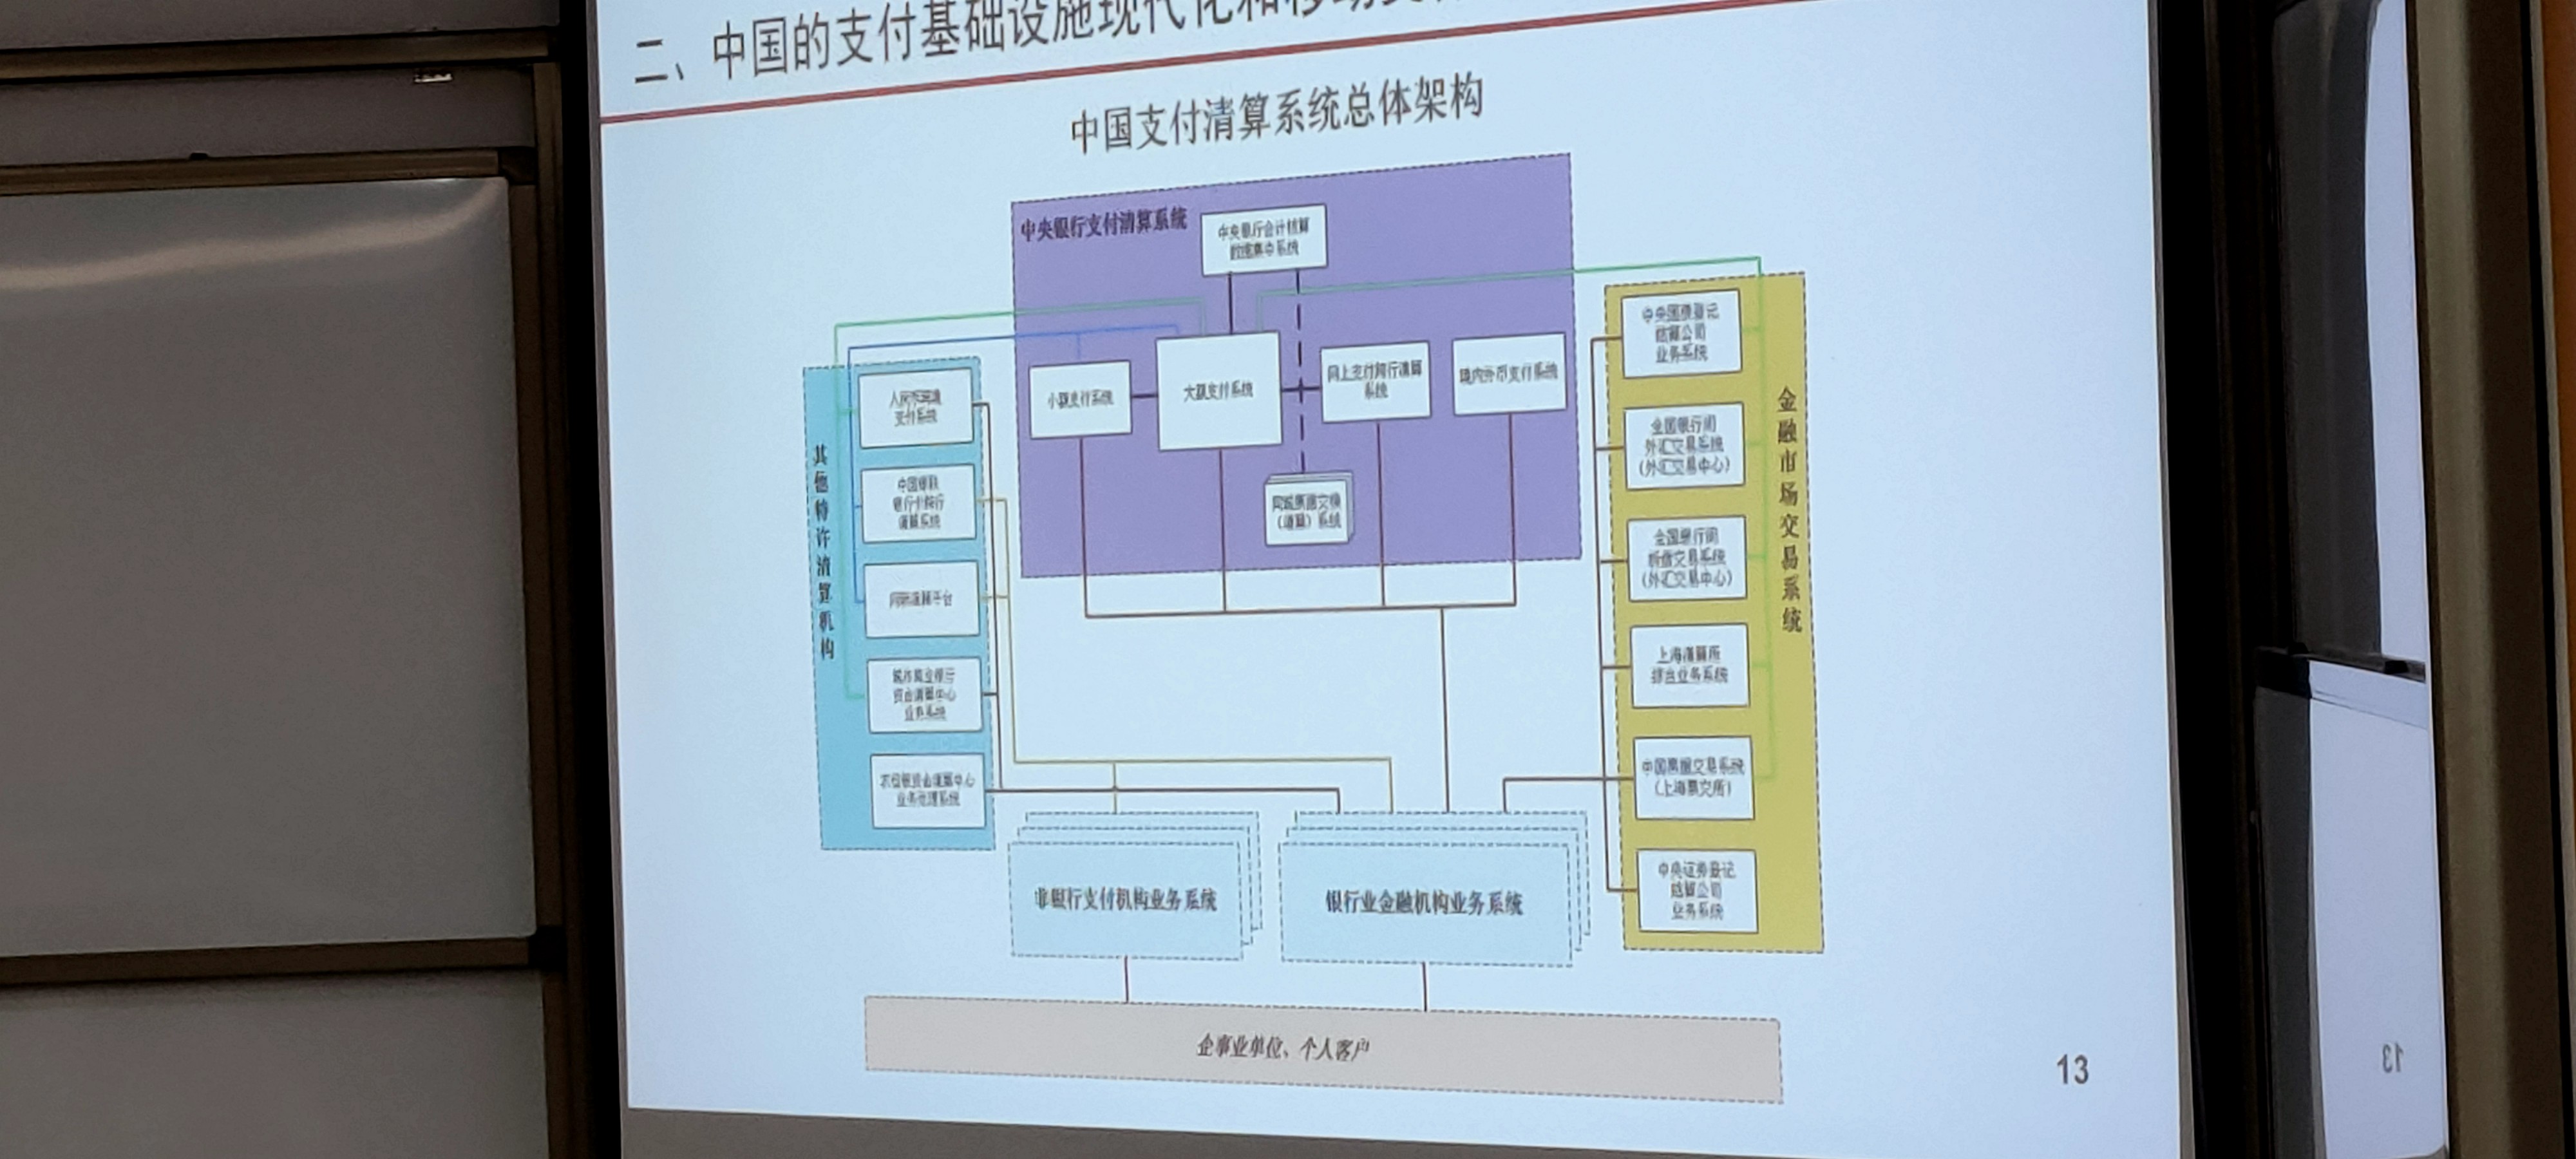 二、中国的支付基础设施现代化和移动支付
中国支付清算系统总体架构
中央银行支付清算系统
中央银行会计核算
数据集中系统
小额支付系统
大额支付系统
网上支付跨行清算
系统
境内外币支付系统
同城票据交换
（清算）系统
其他特许清算机构
人民币跨境
支付系统
中国银联
银行卡跨行
清算系统
网联清算平台
城市商业银行
资金清算中心
业务系统
农信银资金清算中心
业务处理系统
金融市场交易系统
中央国债登记
结算公司
业务系统
全国银行间
外汇交易系统
（外汇交易中心）
全国银行间
拆借交易系统
（外汇交易中心）
上海清算所
综合业务系统
中国票据交易系统
（上海票交所）
中央证券登记
结算公司
业务系统
非银行支付机构业务系统
银行业金融机构业务系统
企事业单位、个人客户
13